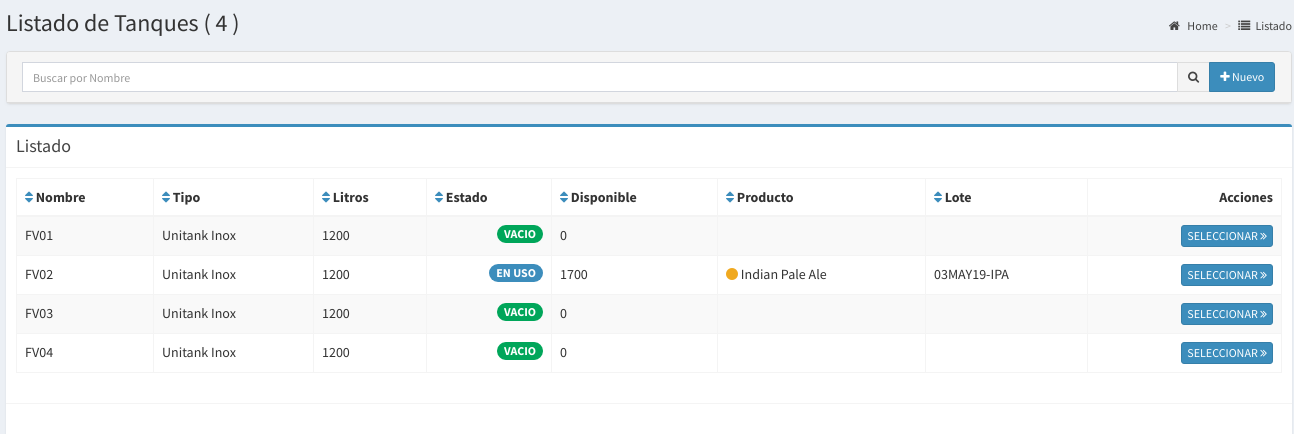 Listado de Tanques ( 4 )
Home > Listado
Buscar por Nombre
Nuevo
Listado
Nombre Tipo Litros Estado Disponible Producto Lote Acciones
FV01 Unitank Inox 1200 VACIO 0 SELECCIONAR »
FV02 Unitank Inox 1200 EN USO 1700 Indian Pale Ale 03MAY19-IPA SELECCIONAR »
FV03 Unitank Inox 1200 VACIO 0 SELECCIONAR »
FV04 Unitank Inox 1200 VACIO 0 SELECCIONAR »